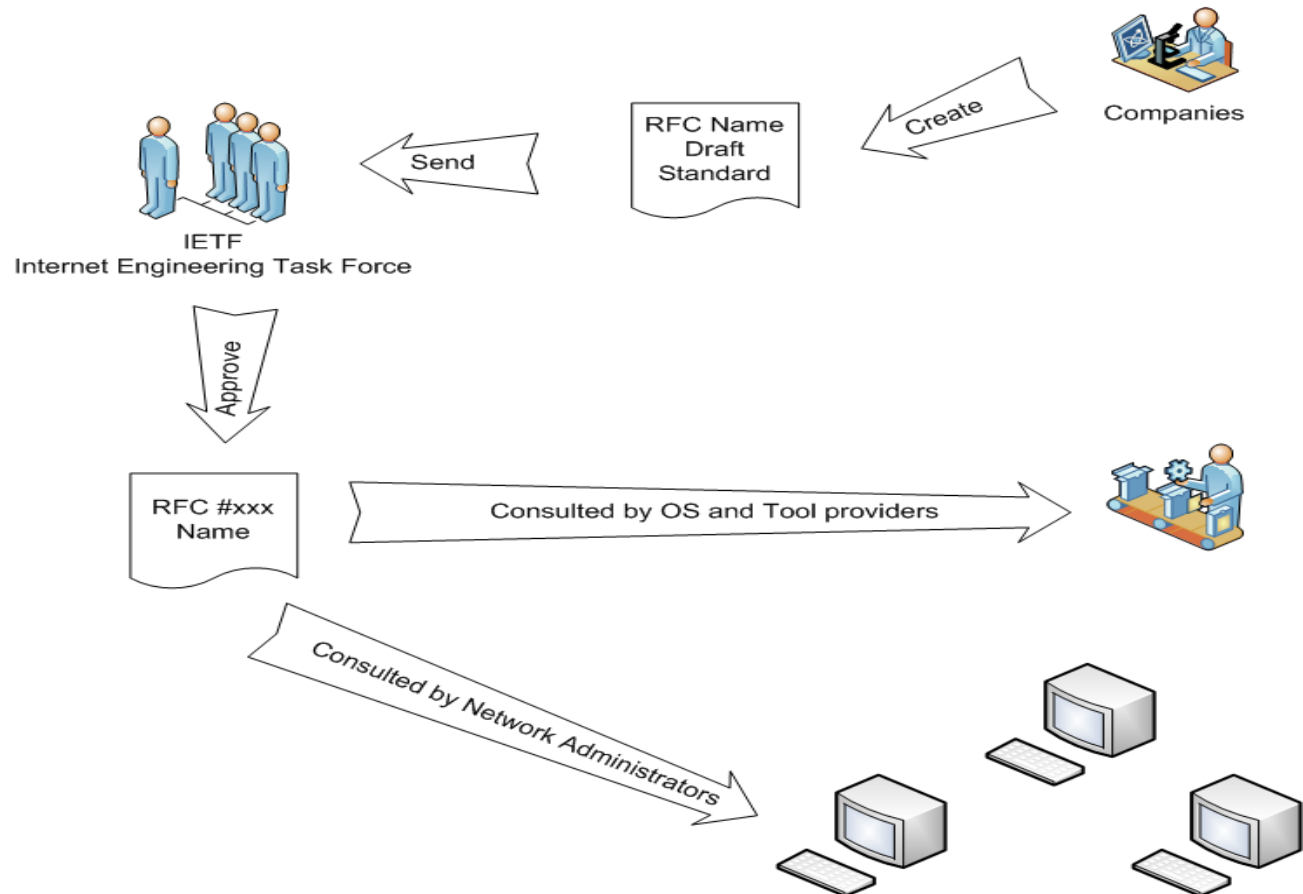 Companies
Create
RFC Name
Draft
Standard
Send
IETF
Internet Engineering Task Force
Approve
RFC #xxx
Name
Consulted by OS and Tool providers
Consulted by Network Administrators